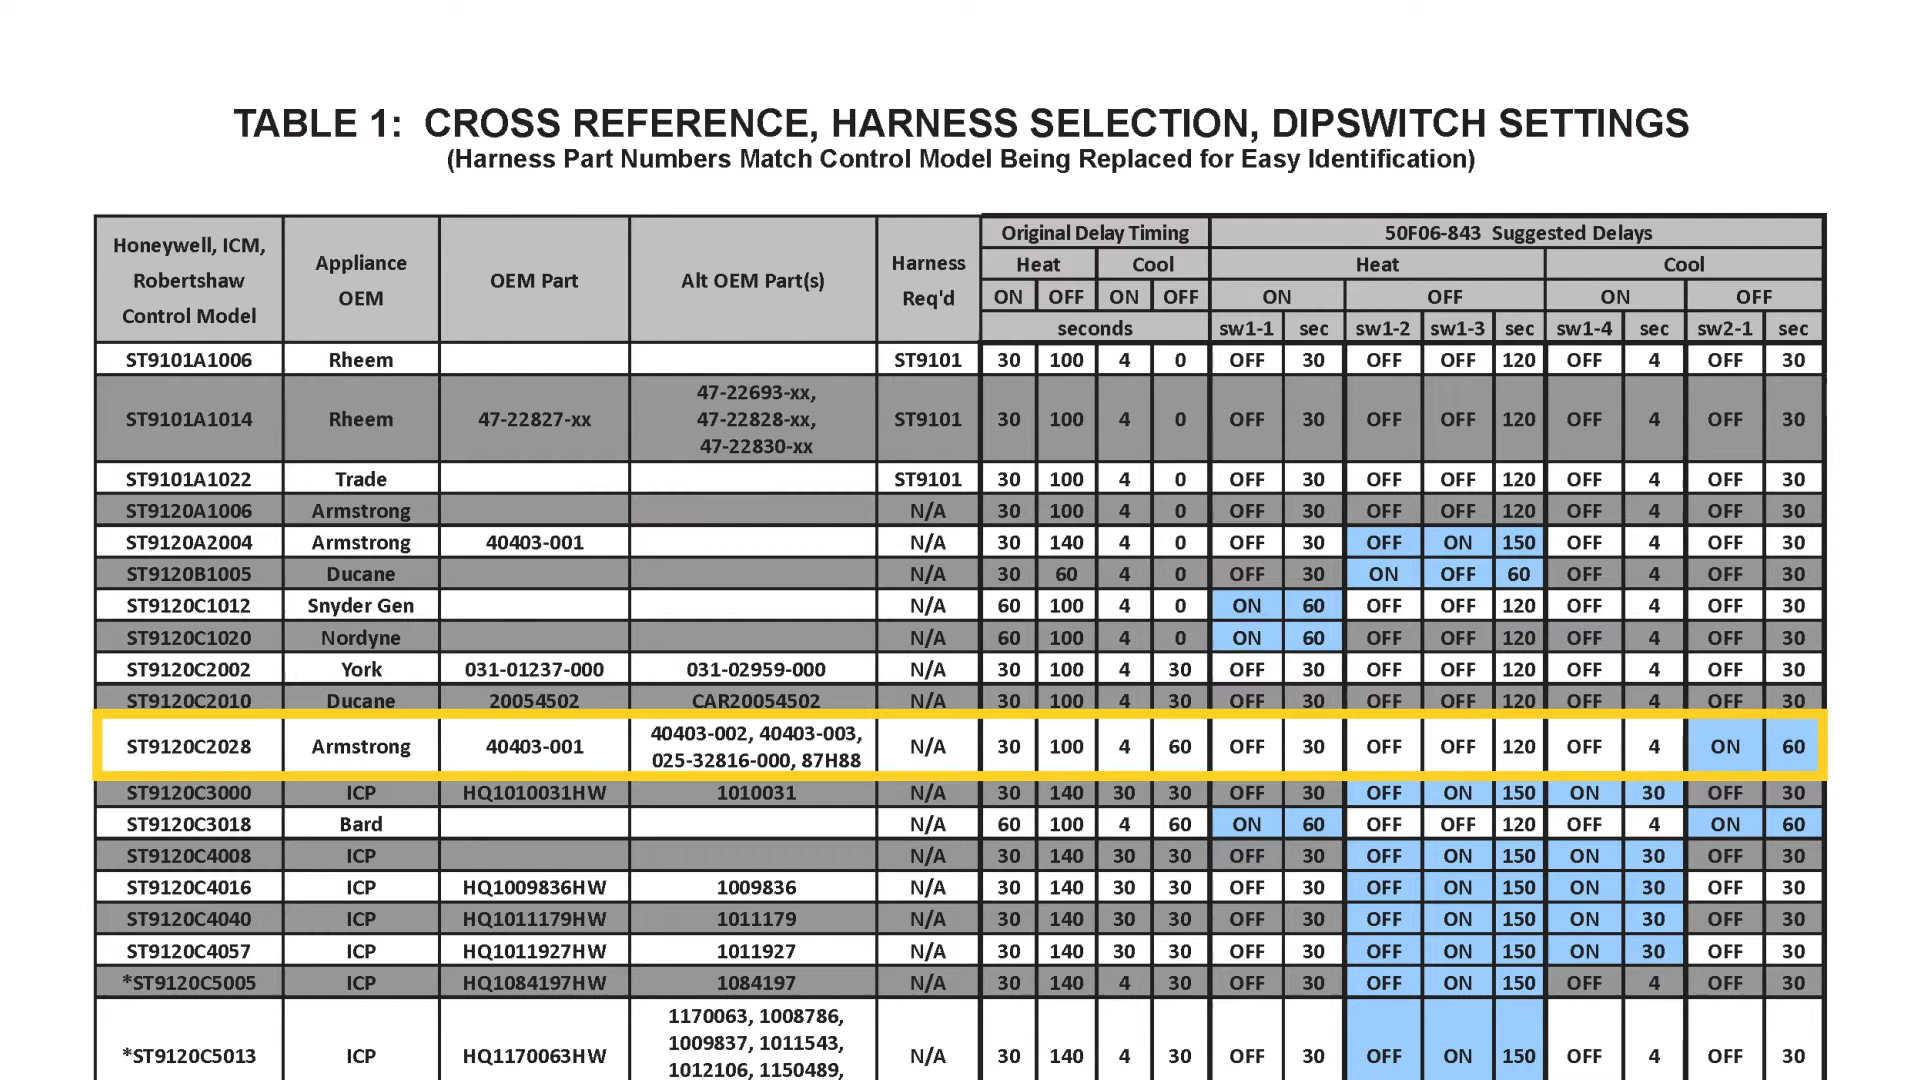 TABLE 1: CROSS REFERENCE, HARNESS SELECTION, DIPSWITCH SETTINGS
(Harness Part Numbers Match Control Model Being Replaced for Easy Identification)
Honeywell, ICM, Robertshaw Control Model Appliance OEM OEM Part Alt OEM Part(s) Harness Req'd Original Delay Timing 50F06-843 Suggested Delays
Heat Cool Heat Cool
ON OFF ON OFF ON OFF ON OFF
seconds sw1-1 sec sw1-2 sw1-3 sec sw1-4 sec sw2-1 sec
ST9101A1006 Rheem ST9101 30 100 4 0 OFF 30 OFF OFF 120 OFF 4 OFF 30
ST9101A1014 Rheem 47-22827-xx 47-22693-xx, 47-22828-xx, 47-22830-xx ST9101 30 100 4 0 OFF 30 OFF OFF 120 OFF 4 OFF 30
ST9101A1022 Trade ST9101 30 100 4 0 OFF 30 OFF OFF 120 OFF 4 OFF 30
ST9120A1006 Armstrong N/A 30 100 4 0 OFF 30 OFF OFF 120 OFF 4 OFF 30
ST9120A2004 Armstrong 40403-001 N/A 30 140 4 0 OFF 30 OFF ON 150 OFF 4 OFF 30
ST9120B1005 Ducane N/A 30 60 4 0 OFF 30 ON OFF 60 OFF 4 OFF 30
ST9120C1012 Snyder Gen N/A 60 100 4 0 ON 60 OFF OFF 120 OFF 4 OFF 30
ST9120C1020 Nordyne N/A 60 100 4 0 ON 60 OFF OFF 120 OFF 4 OFF 30
ST9120C2002 York 031-01237-000 031-02959-000 N/A 30 100 4 30 OFF 30 OFF OFF 120 OFF 4 OFF 30
ST9120C2010 Ducane 20054502 CAR20054502 N/A 30 100 4 30 OFF 30 OFF OFF 120 OFF 4 OFF 30
ST9120C2028 Armstrong 40403-001 40403-002, 40403-003, 025-32816-000, 87H88 N/A 30 100 4 60 OFF 30 OFF OFF 120 OFF 4 ON 60
ST9120C3000 ICP HQ1010031HW 1010031 N/A 30 140 30 30 OFF 30 OFF ON 150 ON 30 OFF 30
ST9120C3018 Bard N/A 60 100 4 60 ON 60 OFF OFF 120 OFF 4 ON 60
ST9120C4008 ICP N/A 30 140 30 30 OFF 30 OFF ON 150 ON 30 OFF 30
ST9120C4016 ICP HQ1009836HW 1009836 N/A 30 140 30 30 OFF 30 OFF ON 150 ON 30 OFF 30
ST9120C4040 ICP HQ1011179HW 1011179 N/A 30 140 30 30 OFF 30 OFF ON 150 ON 30 OFF 30
ST9120C4057 ICP HQ1011927HW 1011927 N/A 30 140 30 30 OFF 30 OFF ON 150 ON 30 OFF 30
*ST9120C5005 ICP HQ1084197HW 1084197 N/A 30 140 4 30 OFF 30 OFF ON 150 OFF 4 OFF 30
*ST9120C5013 ICP HQ1170063HW 1170063, 1008786, 1009837, 1011543, 1012106, 1150489, N/A 30 140 4 30 OFF 30 OFF ON 150 OFF 4 OFF 30